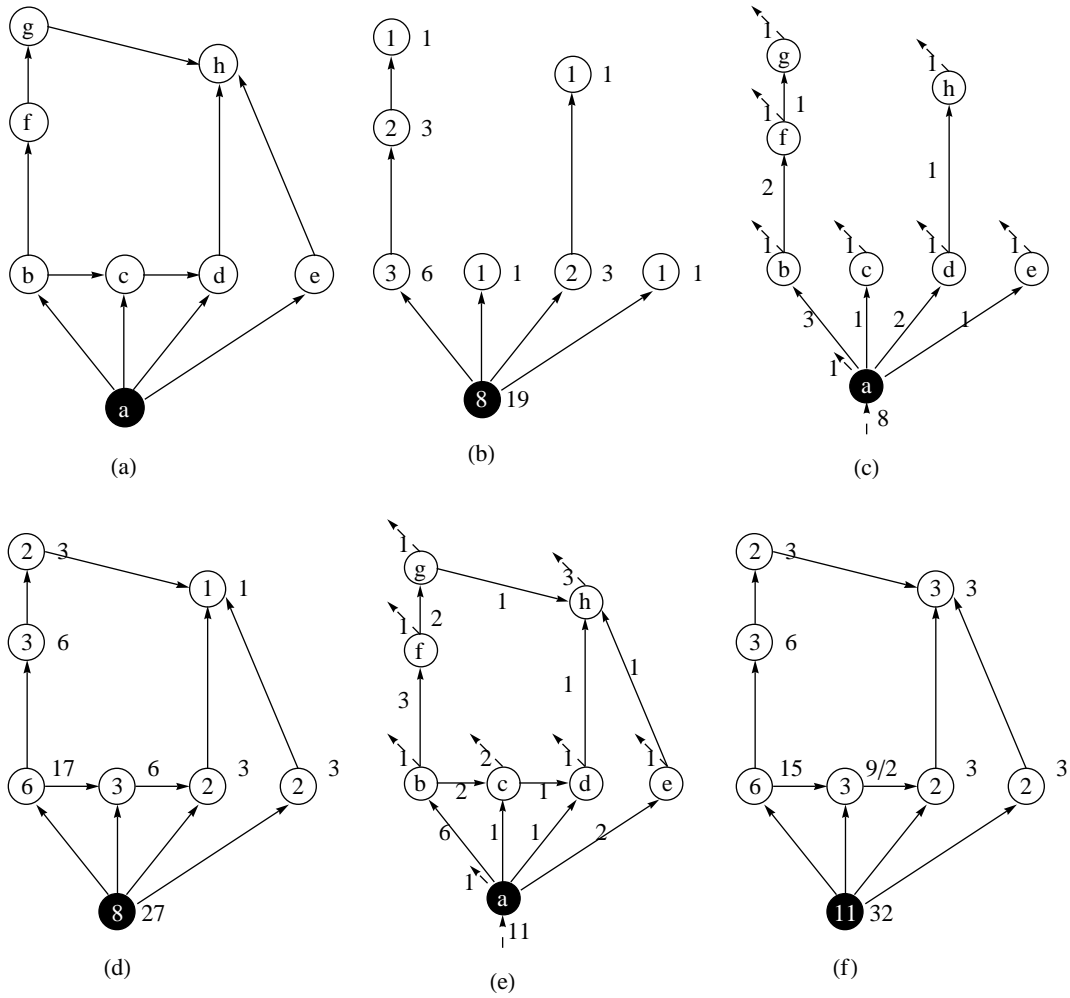 g
h
f
b c d e
a
(a)
1 1
1 1
2 3
3 6 1 1 2 3 1 1
8 19
(b)
1
g
1
h
1
1
f
1
2
1
1 1 1 1
b c d e
3 1 2 1
1
a
8
(c)
2 3
1 1
3 6
17 6 3 3
6 3 2 2
8 27
(d)
1
g
3
h
1
1 2
f
1
1
3
1 2 1 1
b c d e
2 1
6 1 1 2
1
a
11
(e)
2 3
3 3
3 6
15 9/2 3 3
6 3 2 2
11 32
(f)